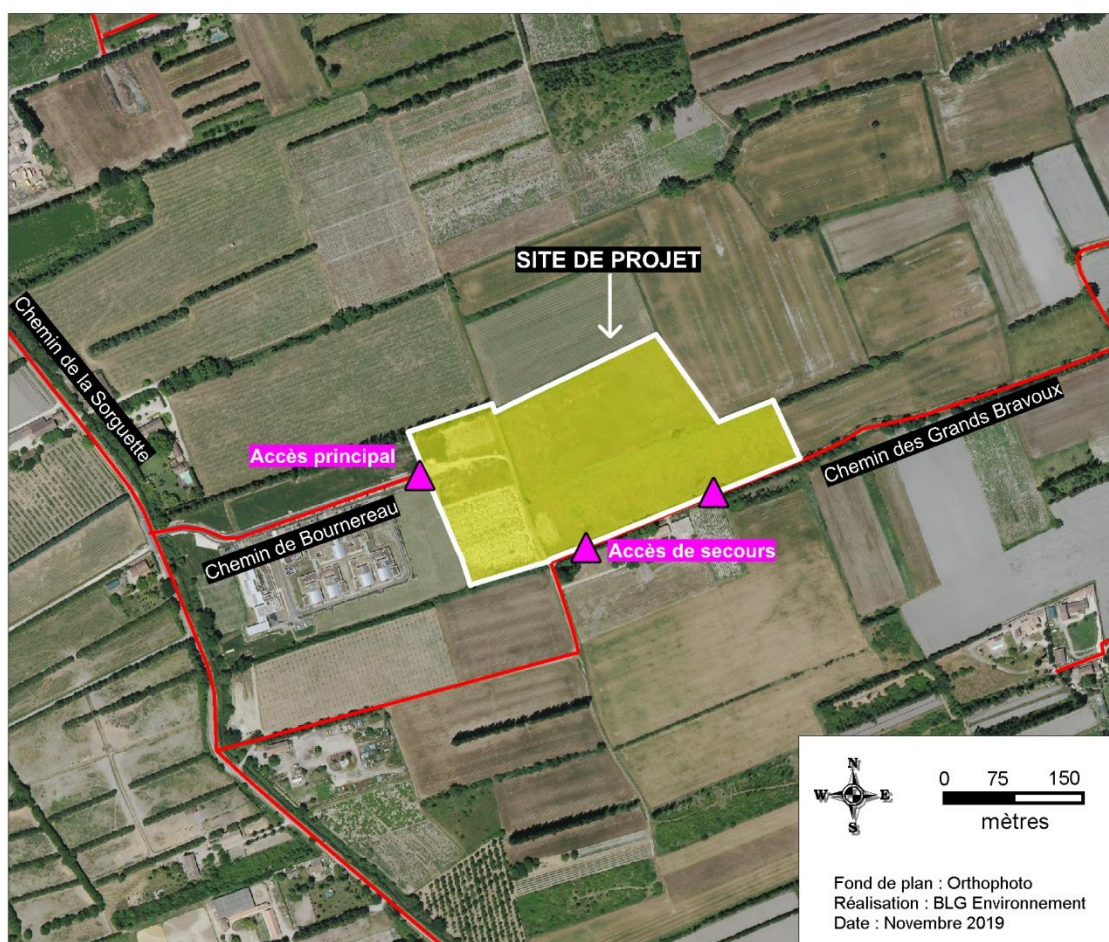 SITE DE PROJET
Chemin de la Sorguette
Accès principal
Chemin des Grands Bravoux
Chemin de Bournereau
Accès de secours
N
W E
S
0 75 150
mètres
Fond de plan : Orthophoto
Réalisation : BLG Environnement
Date : Novembre 2019